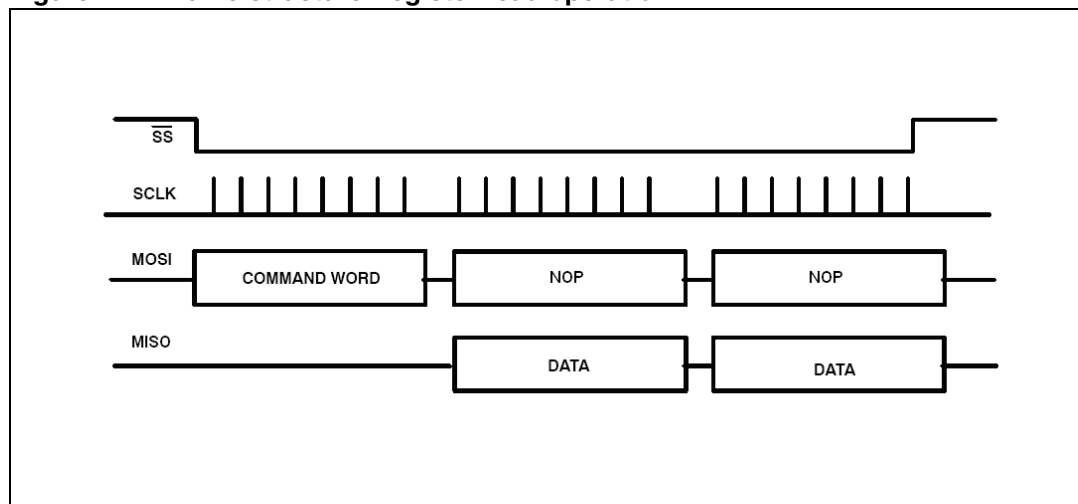 SS
SCLK
MOSI
COMMAND WORD
NOP
NOP
MISO
DATA
DATA